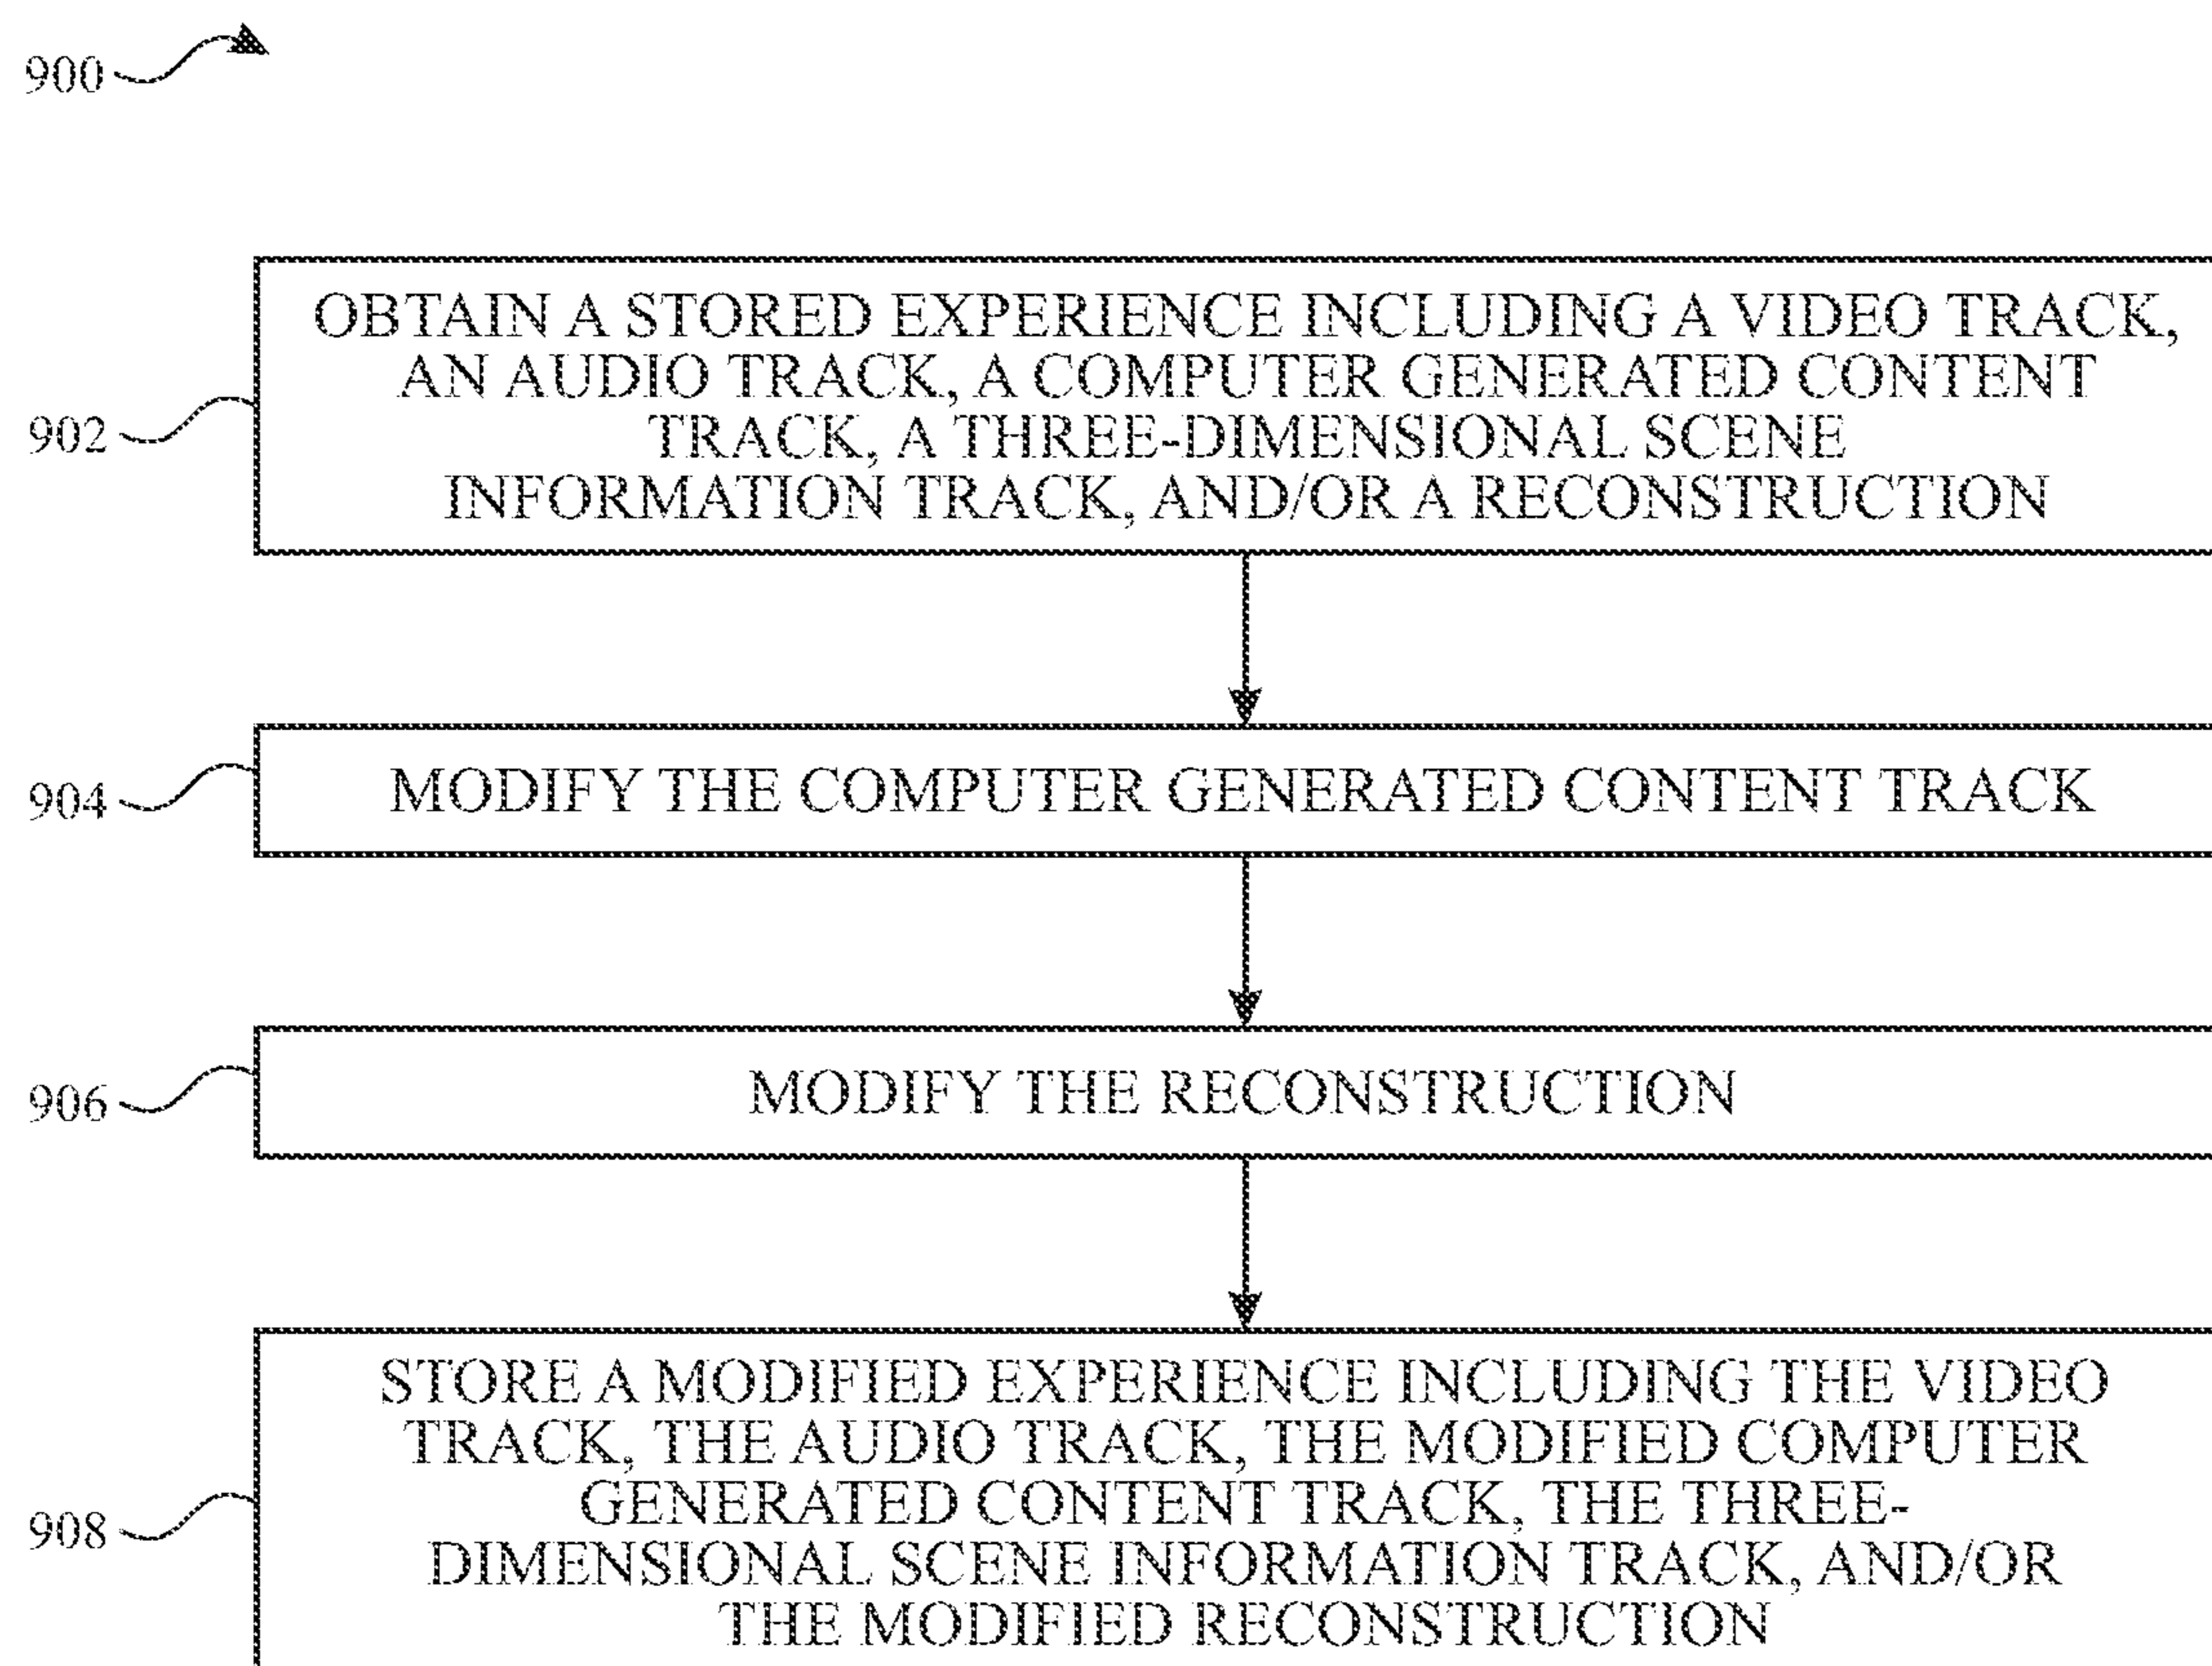 900
OBTAIN A STORED EXPERIENCE INCLUDING A VIDEO TRACK,
AN AUDIO TRACK, A COMPUTER GENERATED CONTENT
TRACK, A THREE-DIMENSIONAL SCENE
INFORMATION TRACK, AND/OR A RECONSTRUCTION
902
MODIFY THE COMPUTER GENERATED CONTENT TRACK
904
MODIFY THE RECONSTRUCTION
906
STORE A MODIFIED EXPERIENCE INCLUDING THE VIDEO
TRACK, THE AUDIO TRACK, THE MODIFIED COMPUTER
GENERATED CONTENT TRACK, THE THREE-
DIMENSIONAL SCENE INFORMATION TRACK, AND/OR
THE MODIFIED RECONSTRUCTION
908